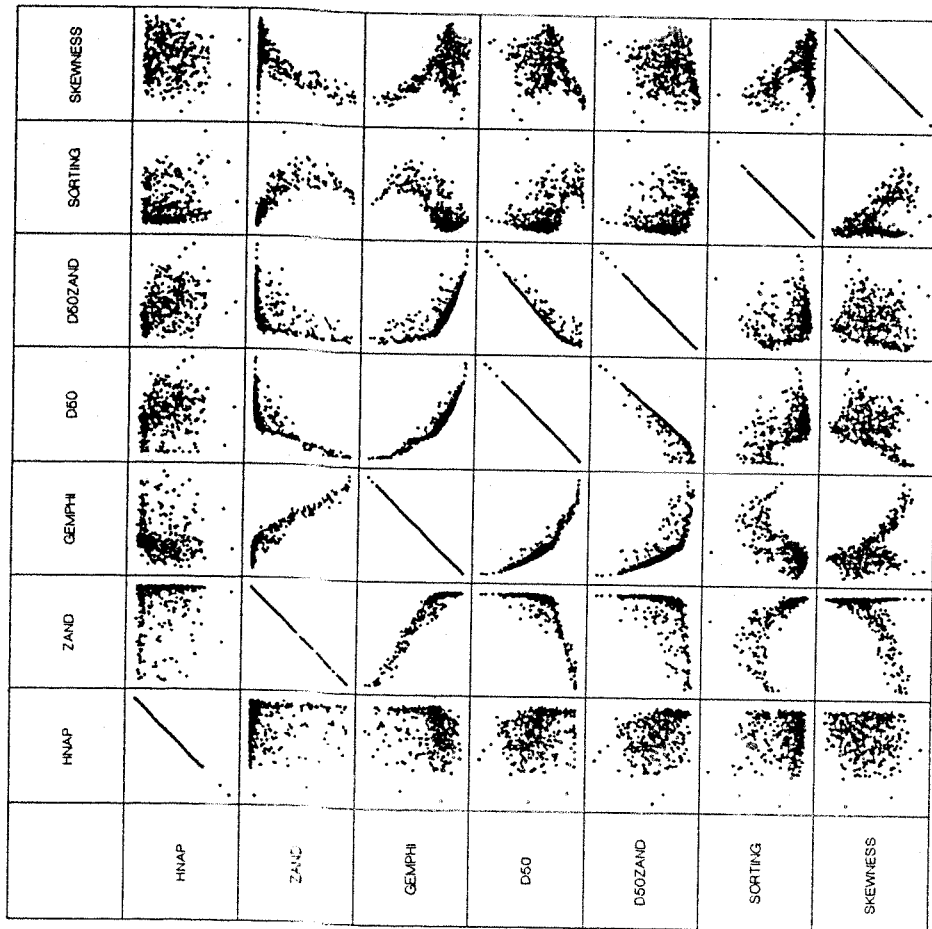 HNAP
ZAND
GEMPHI
D50
D50ZAND
SORTING
SKEWNESS
HNAP
ZAND
GEMPHI
D50
D50ZAND
SORTING
SKEWNESS